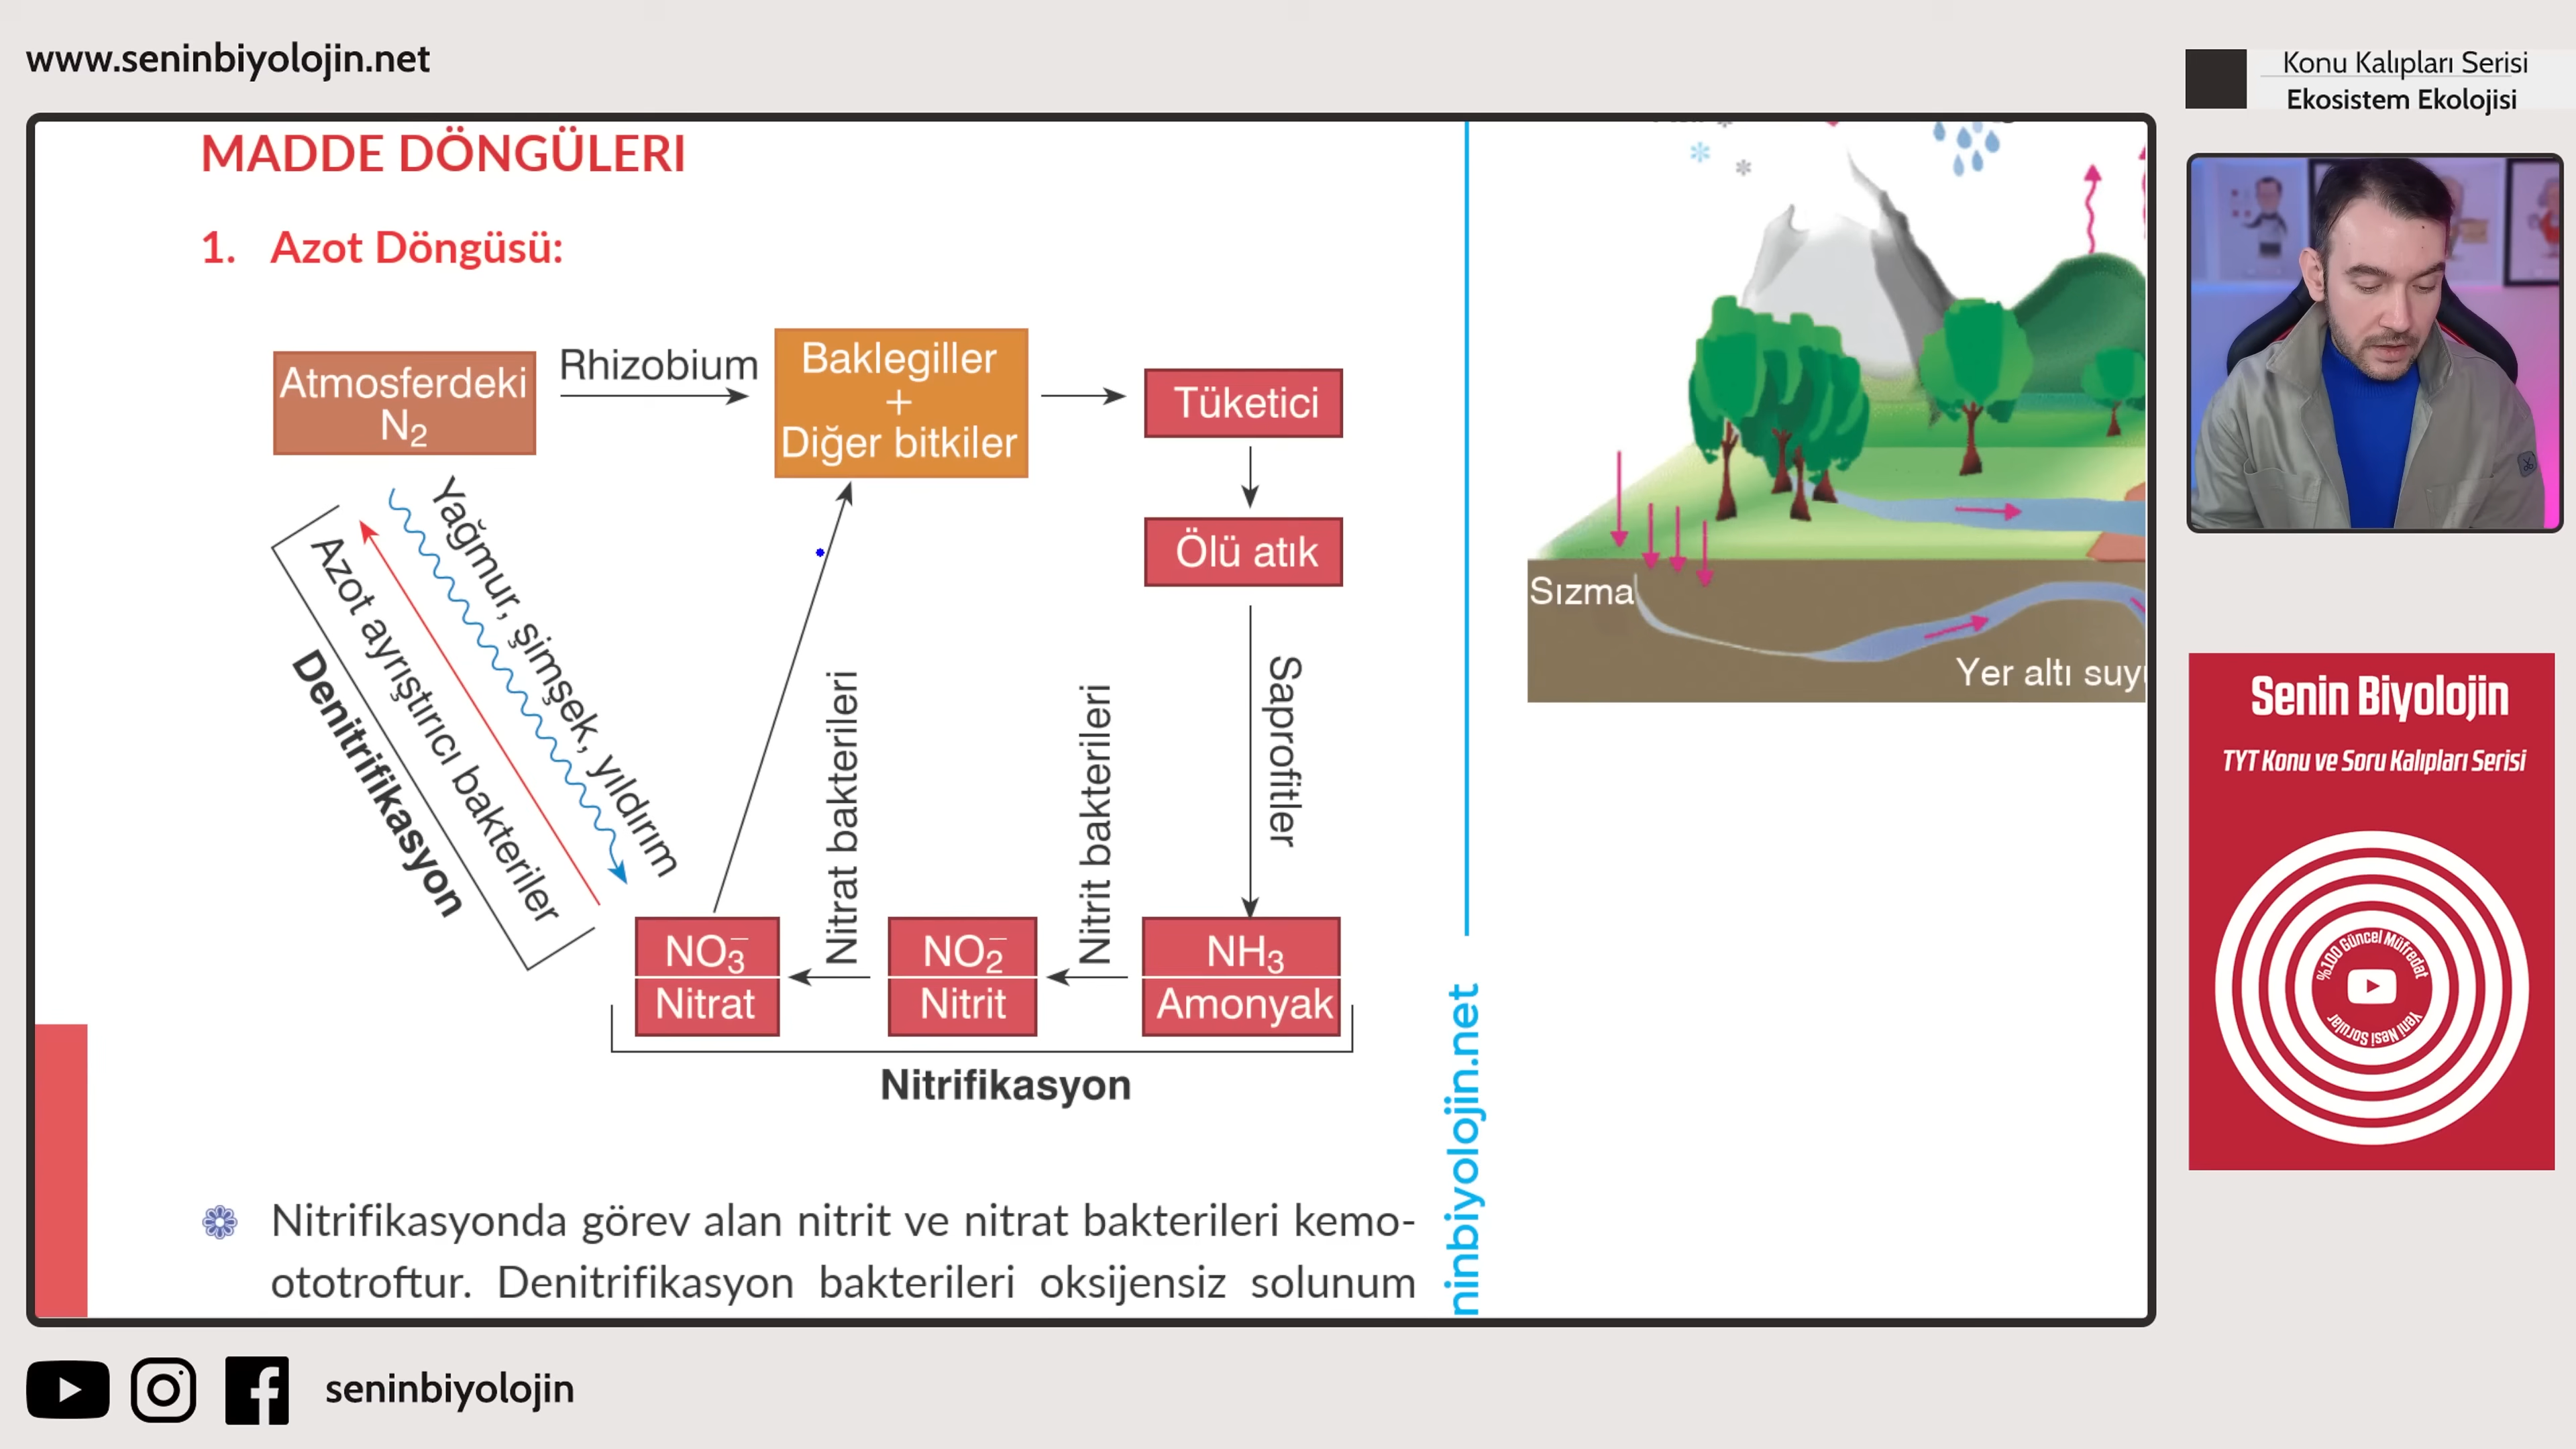 www.seninbiyolojin.net
Konu Kalıpları Serisi
Ekosistem Ekolojisi
MADDE DÖNGÜLERI
1. Azot Döngüsü:
Atmosferdeki
N₂
Rhizobium
Baklegiller
+
Diğer bitkiler
Tüketici
Ölü atık
Yağmur, şimşek, yıldırım
Azot ayrıştırıcı bakteriler
Denitrifikasyon
Nitrat bakterileri
Nitrit bakterileri
Saprofitler
NO₃⁻
Nitrat
NO₂⁻
Nitrit
NH₃
Amonyak
Nitrifikasyon
Nitrifikasyonda görev alan nitrit ve nitrat bakterileri kemo-
ototroftur. Denitrifikasyon bakterileri oksijensiz solunum
ninbiyolojin.net
Sızma
Yer altı suyu
Senin Biyolojin
TYT Konu ve Soru Kalıpları Serisi
%100 Güncel Müfredat
Yeni Nesil Sorular
seninbiyolojin